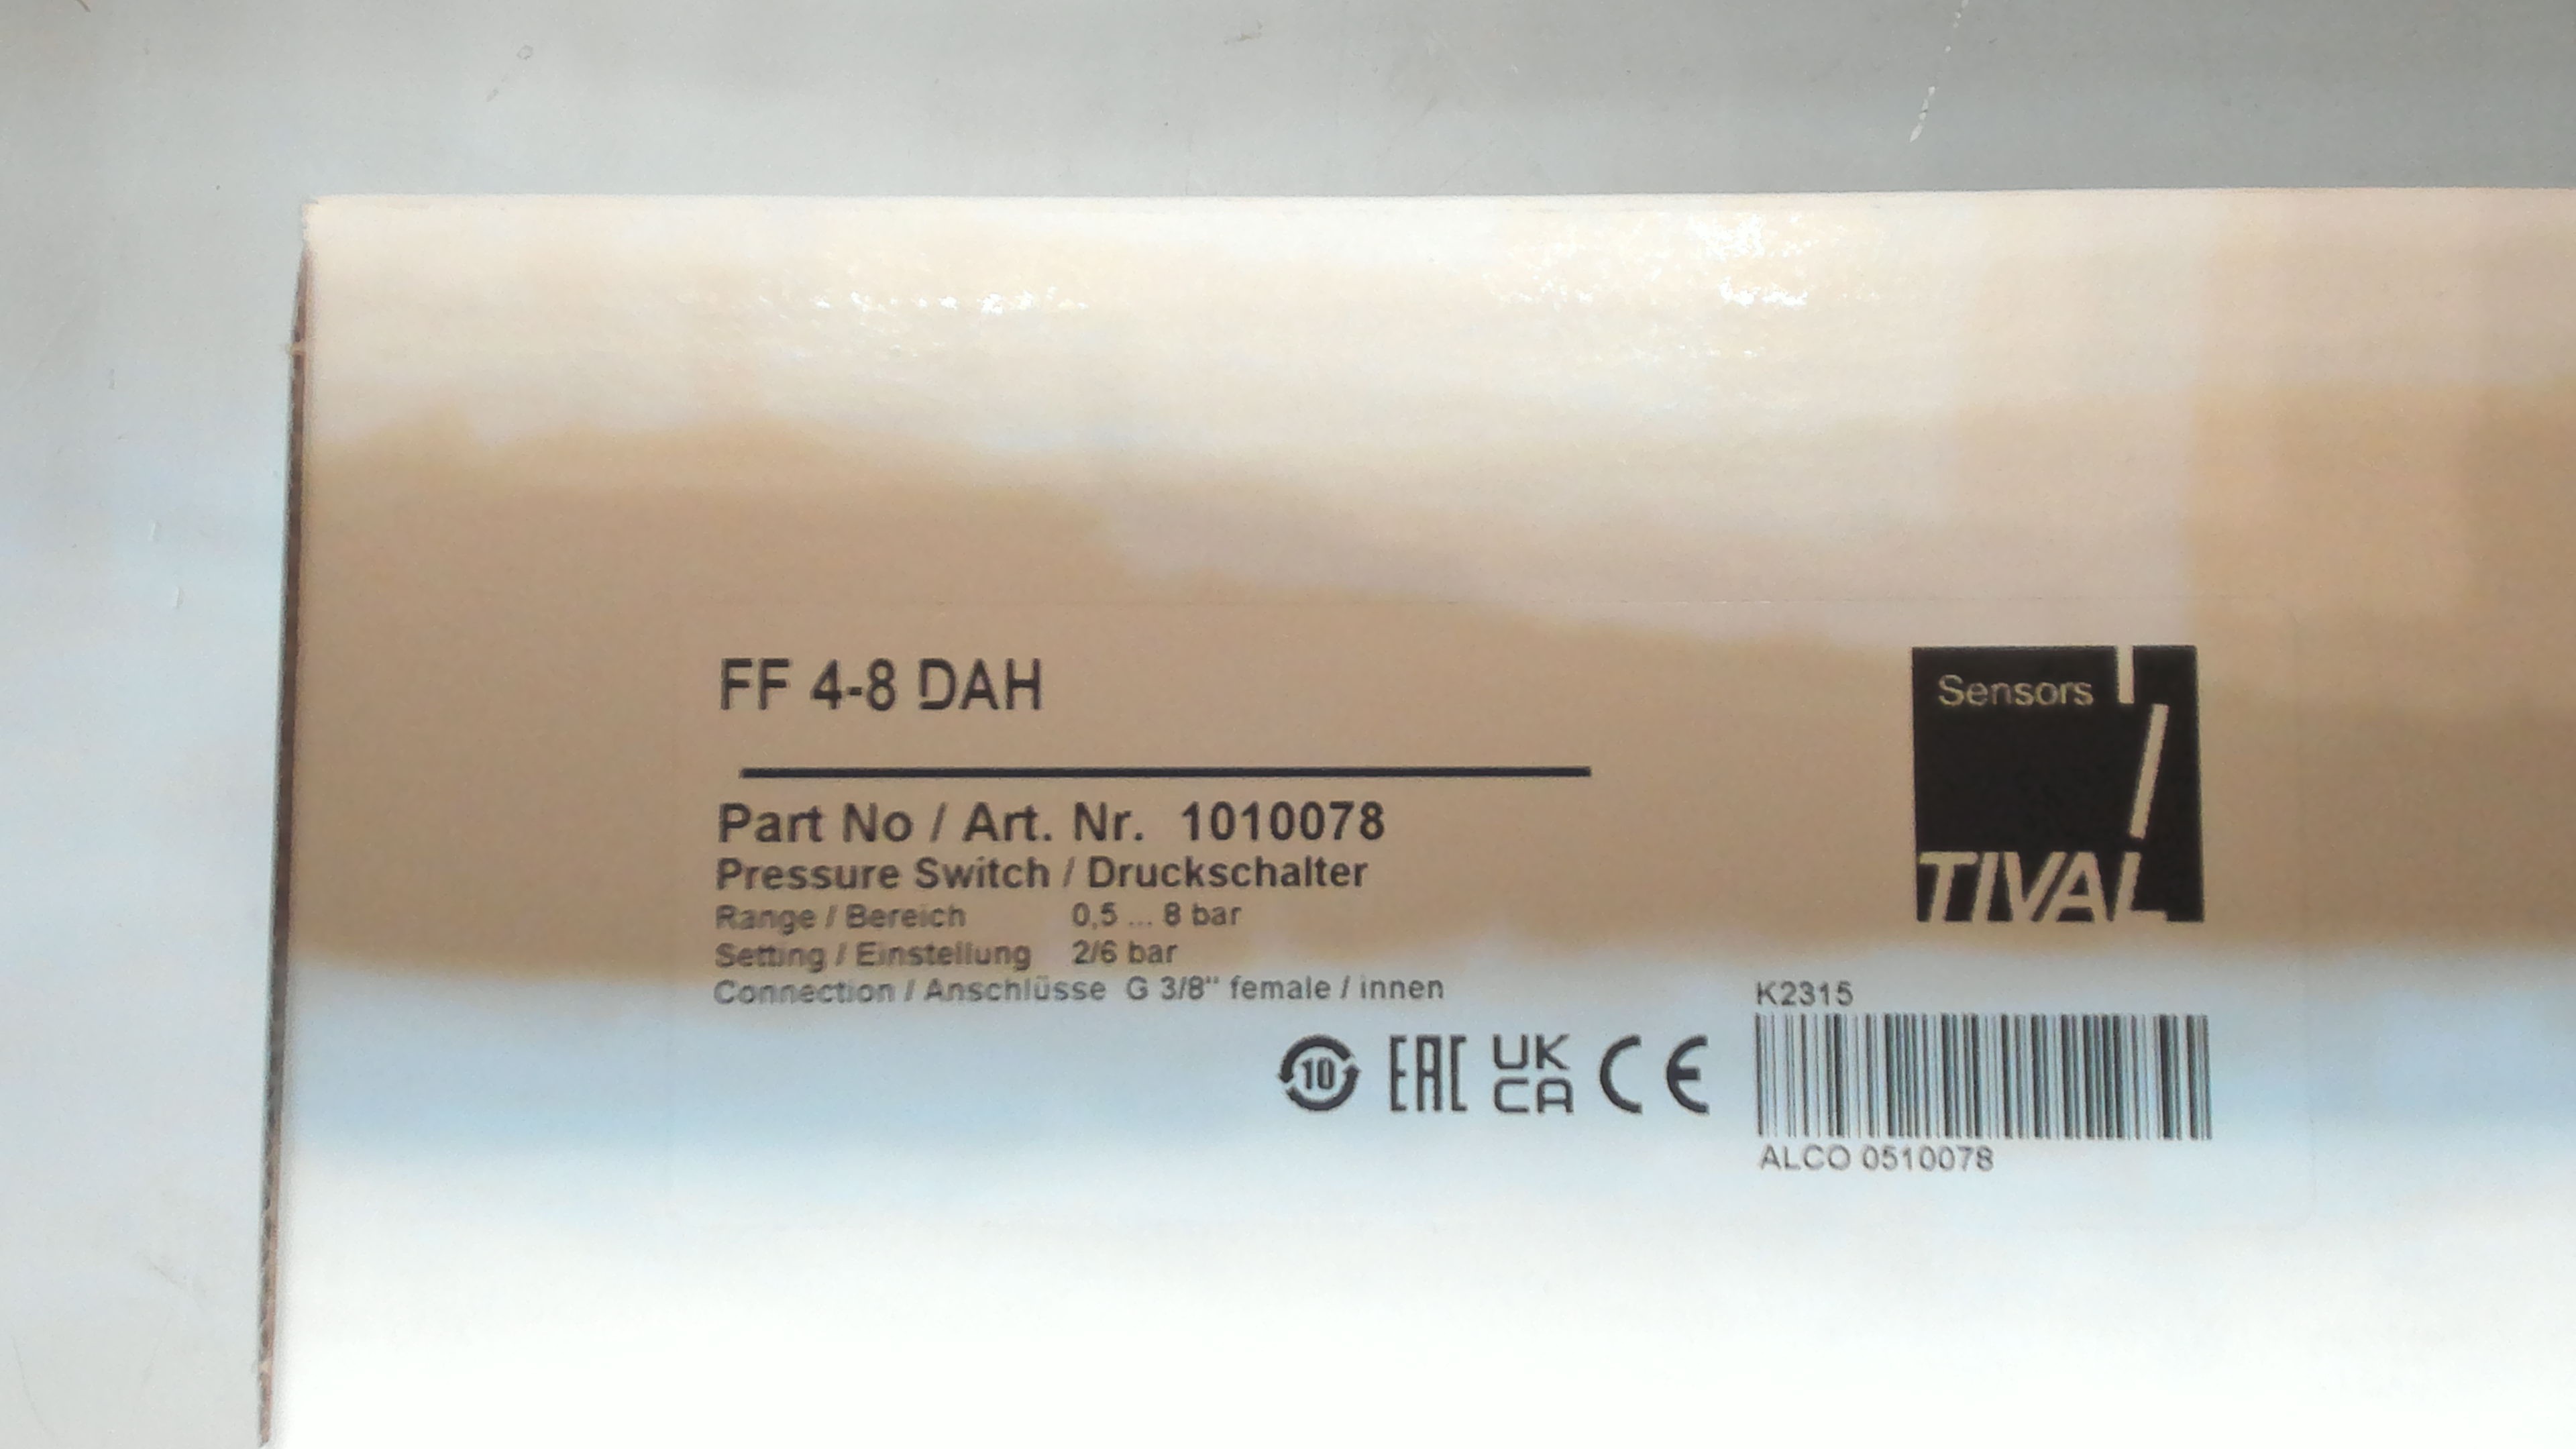 FF 4-8 DAH
Part No / Art. Nr. 1010078
Pressure Switch / Druckschalter
Range / Bereich 0,5 ... 8 bar
Setting / Einstellung 2/6 bar
Connection / Anschlüsse G 3/8" female / innen
10 EAC UK CA CE
Sensors
TIVAL
K2315
ALCO 0510078